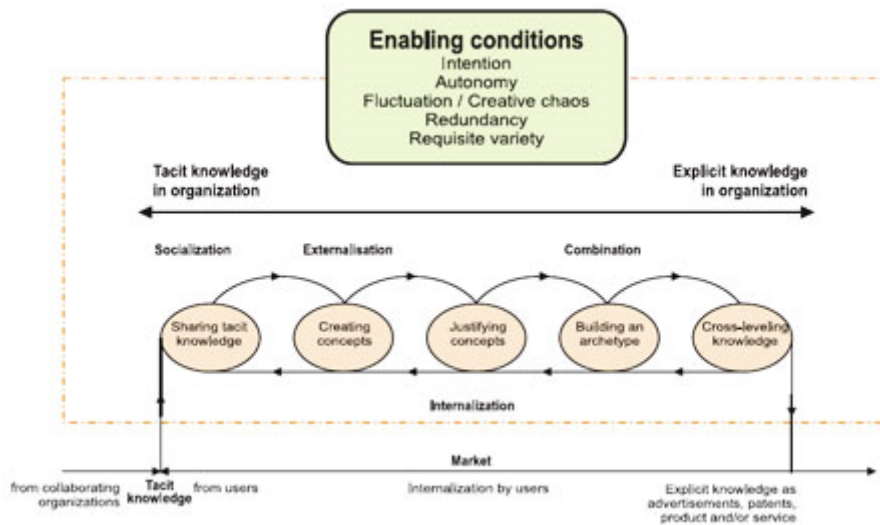 Enabling conditions
Intention
Autonomy
Fluctuation / Creative chaos
Redundancy
Requisite variety
Tacit knowledge
in organization
Explicit knowledge
in organization
Socialization
Externalisation
Combination
Sharing tacit
knowledge
Creating
concepts
Justifying
concepts
Building an
archetype
Cross-leveling
knowledge
Internalization
Market
from collaborating
organizations
Tacit
knowledge
from users
Internalization by users
Explicit knowledge as
advertisements, patents,
product and/or service